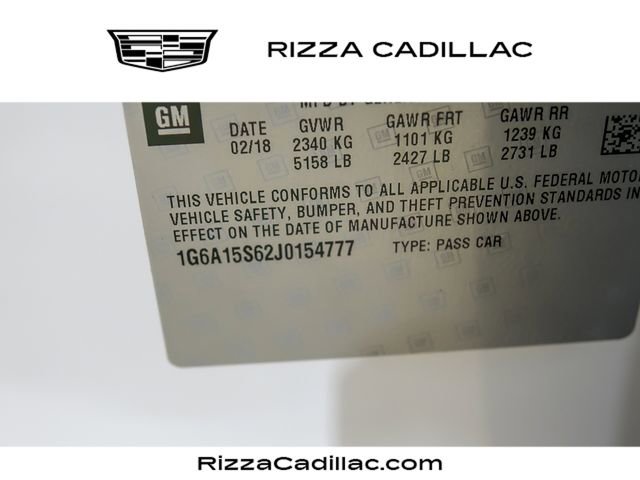 RIZZA CADILLAC
GM
DATE GVWR GAWR FRT GAWR RR
02/18 2340 KG 1101 KG 1239 KG
5158 LB 2427 LB 2731 LB
THIS VEHICLE CONFORMS TO ALL APPLICABLE U.S. FEDERAL MOTOR
VEHICLE SAFETY, BUMPER, AND THEFT PREVENTION STANDARDS IN
EFFECT ON THE DATE OF MANUFACTURE SHOWN ABOVE.
1G6A15S62J0154777 TYPE: PASS CAR
RizzaCadillac.com